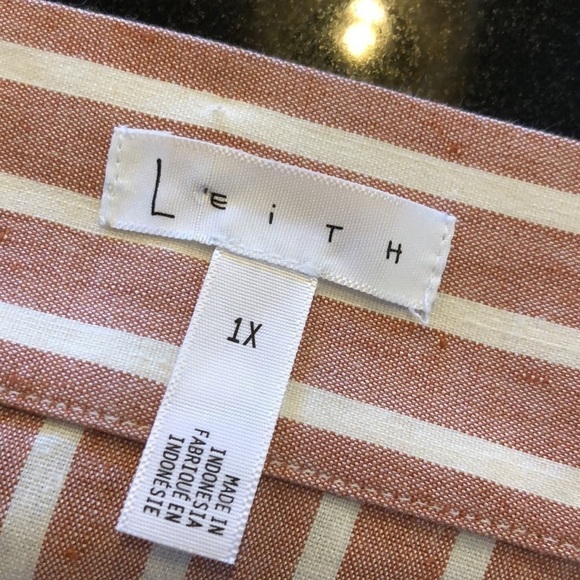 LEiTH
1X
MADE IN
INDONESIA
FABRIQUÉ EN
INDONÉSIE